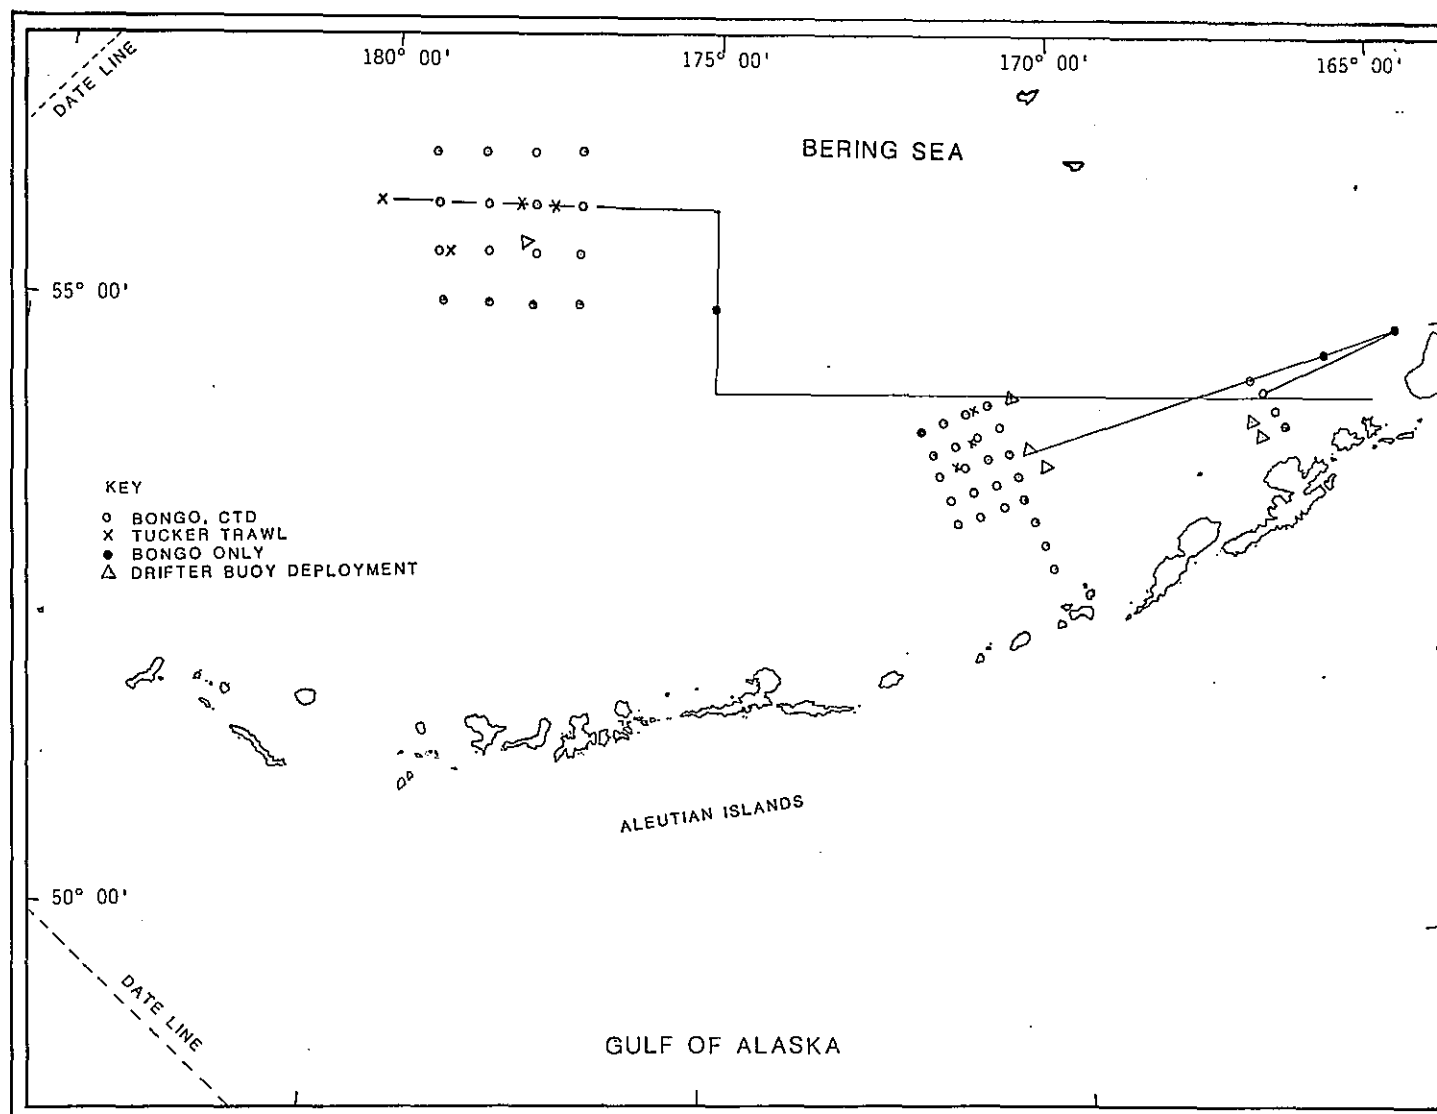 180° 00'
175° 00'
170° 00'
165° 00'
DATE LINE
BERING SEA
55° 00'
KEY
o BONGO, CTD
x TUCKER TRAWL
● BONGO ONLY
△ DRIFTER BUOY DEPLOYMENT
ALEUTIAN ISLANDS
50° 00'
DATE LINE
GULF OF ALASKA